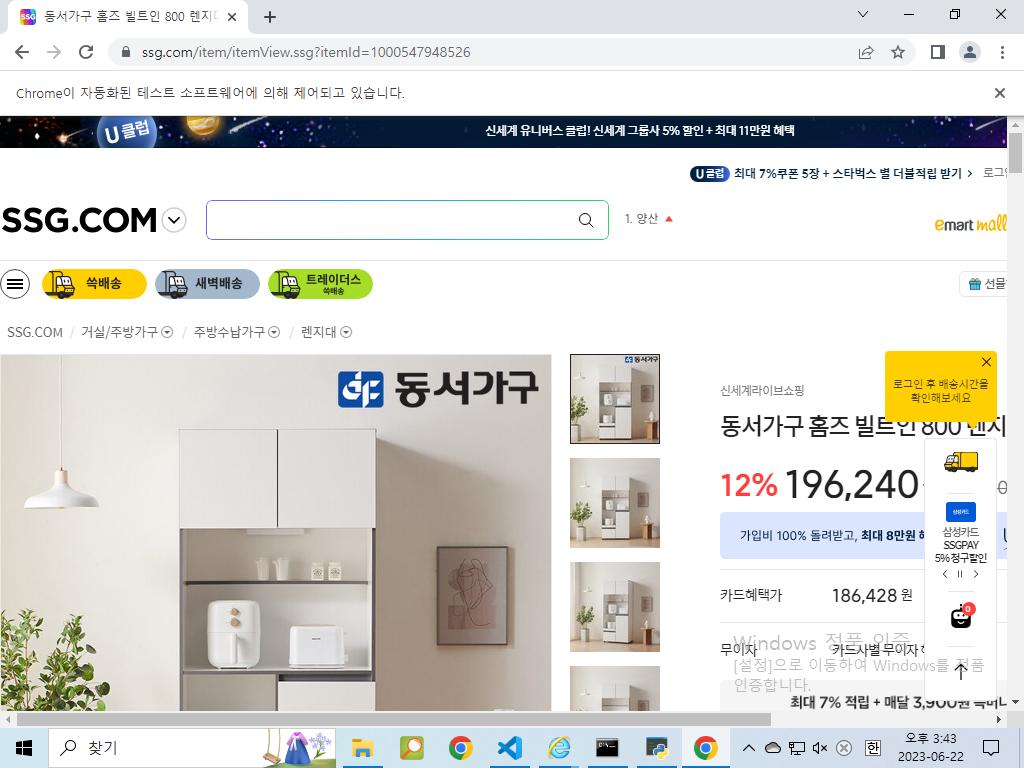 동서가구 홈즈 빌트인 800 렌지
ssg.com/item/itemView.ssg?itemId=1000547948526
Chrome이 자동화된 테스트 소프트웨어에 의해 제어되고 있습니다.
U 클럽
신세계 유니버스 클럽! 신세계 그룹사 5% 할인 + 최대 11만원 혜택
U 클럽 최대 7%쿠폰 5장 + 스타벅스 별 더블적립 받기
SSG.COM
1. 양산
emart mall
쓱배송
새벽배송
트레이더스
쓱배송
선물
SSG.COM / 거실/주방가구 / 주방수납가구 / 렌지대
동서가구
동서가구
신세계라이브쇼핑
로그인 후 배송시간을
확인해보세요
동서가구 홈즈 빌트인 800 렌지
12% 196,240
가입비 100% 돌려받고, 최대 8만원
삼성카드
삼성카드
SSGPAY
5% 청구할인
카드혜택가 186,428 원
0
무이자 카드사별 무이자
Windows 정품 인증
[설정]으로 이동하여 Windows를 정품
인증합니다.
최대 7% 적립 + 매달 3,900원
찾기
오후 3:43
2023-06-22
한